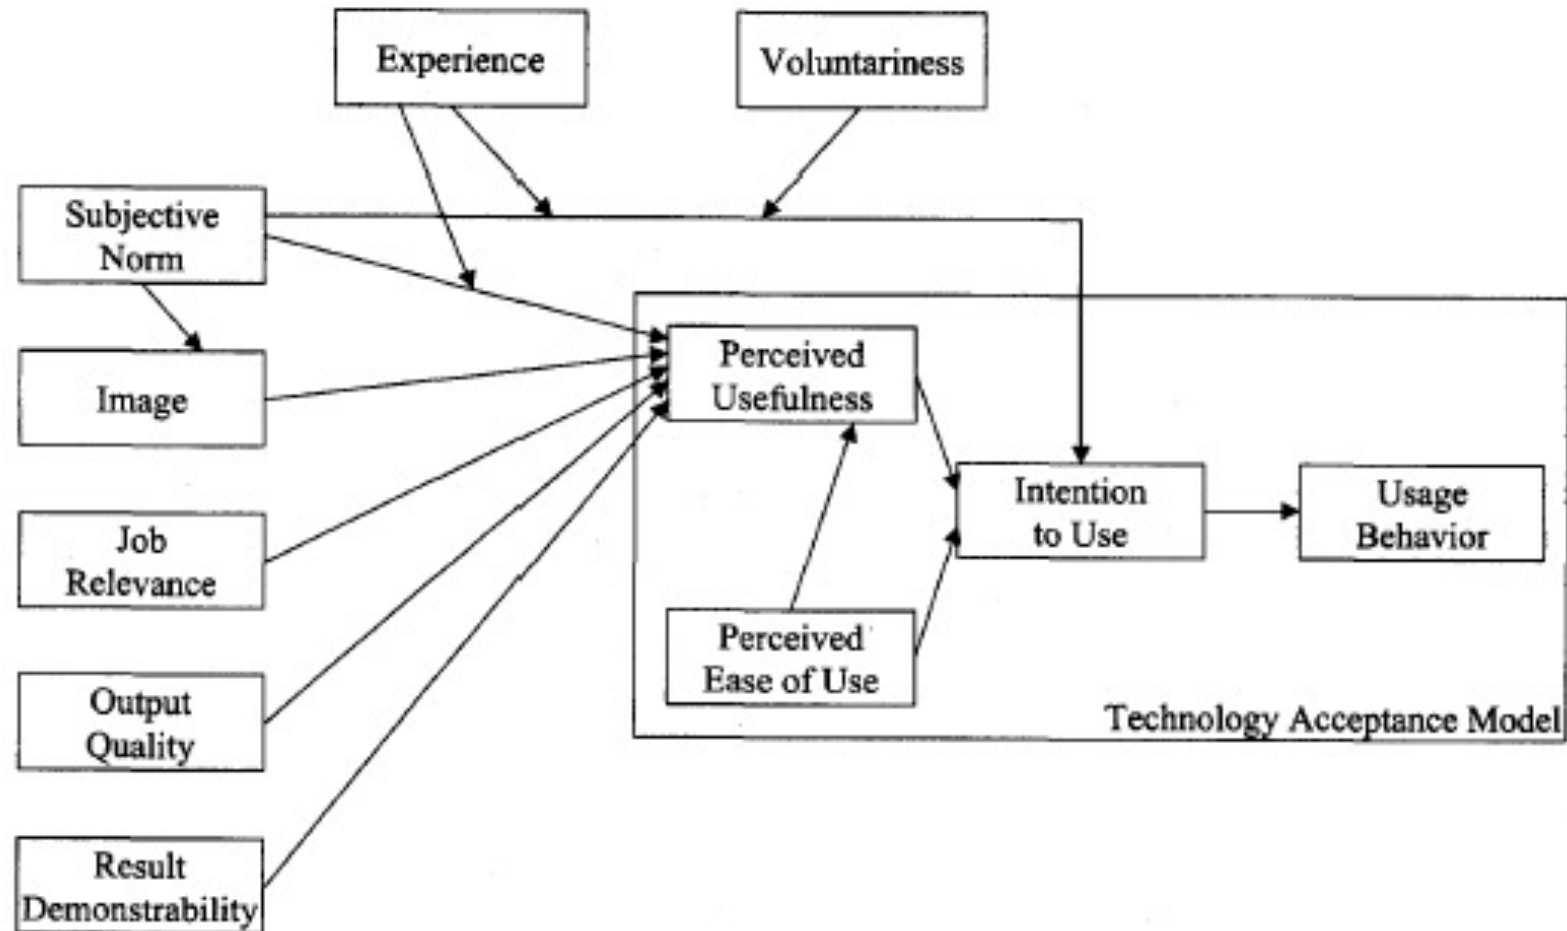 Experience
Voluntariness
Subjective
Norm
Image
Perceived
Usefulness
Intention
to Use
Usage
Behavior
Job
Relevance
Perceived
Ease of Use
Output
Quality
Technology Acceptance Model
Result
Demonstrability